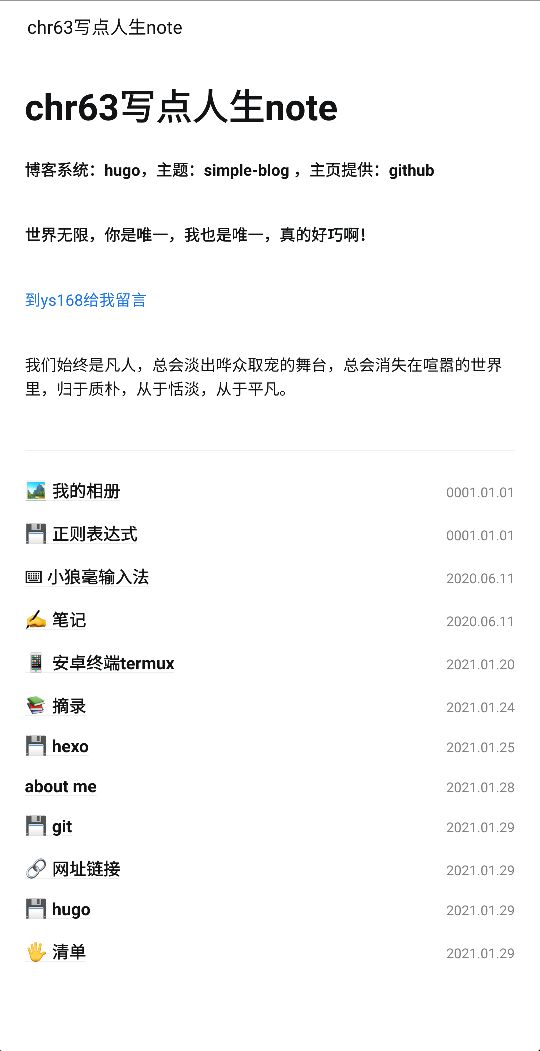 chr63写点人生note
chr63写点人生note
博客系统：hugo，主题：simple-blog ，主页提供：github
世界无限，你是唯一，我也是唯一，真的好巧啊！
到ys168给我留言
我们始终是凡人，总会淡出哗众取宠的舞台，总会消失在喧嚣的世界
里，归于质朴，从于恬淡，从于平凡。
我的相册 0001.01.01
正则表达式 0001.01.01
小狼毫输入法 2020.06.11
笔记 2020.06.11
安卓终端termux 2021.01.20
摘录 2021.01.24
hexo 2021.01.25
about me 2021.01.28
git 2021.01.29
网址链接 2021.01.29
hugo 2021.01.29
清单 2021.01.29